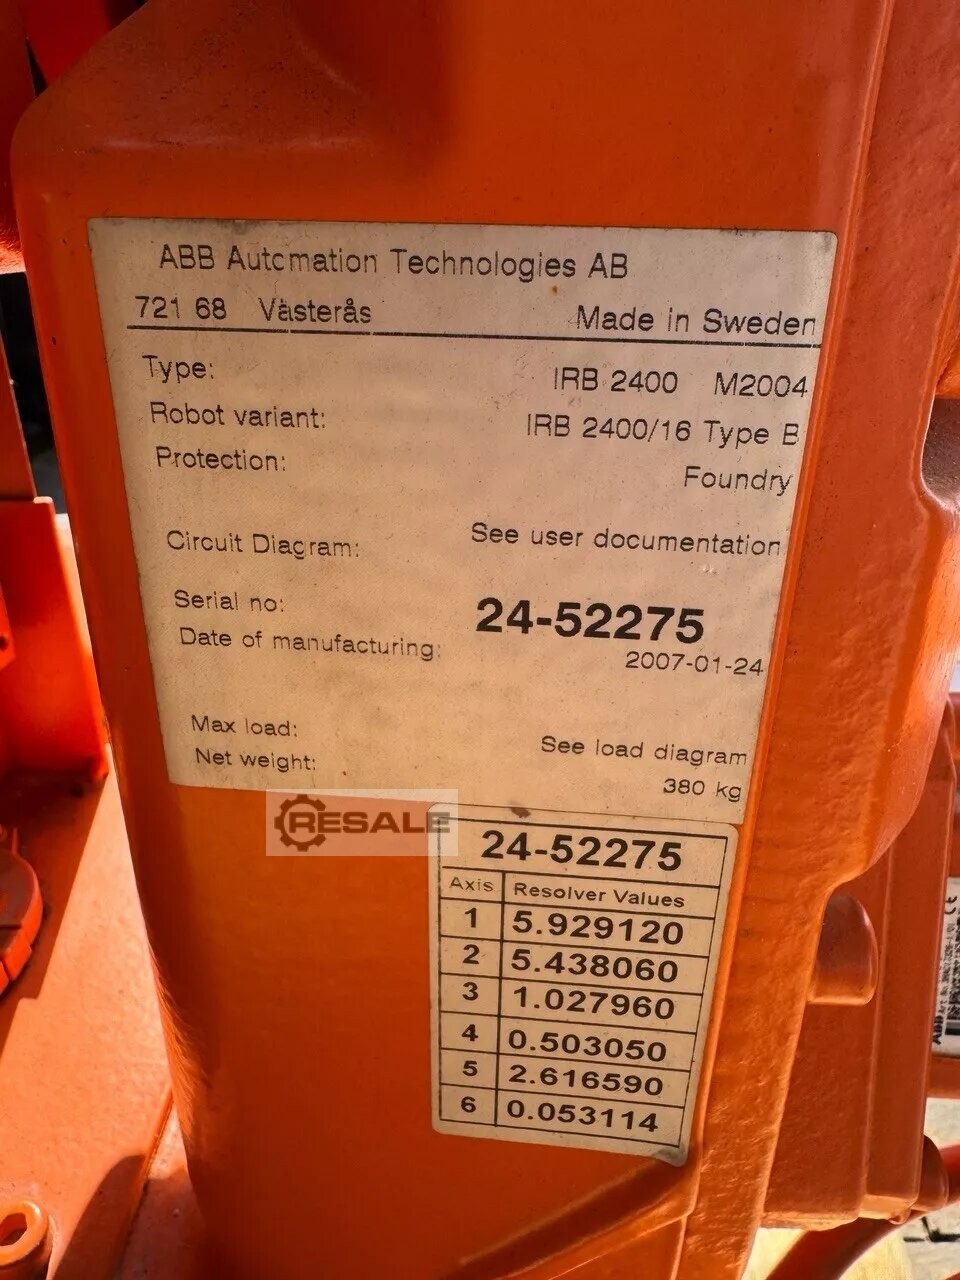 ABB Automation Technologies AB
721 68 Västerås Made in Sweden
Type: IRB 2400 M2004
Robot variant: IRB 2400/16 Type B
Protection: Foundry
Circuit Diagram: See user documentation
Serial no: 24-52275
Date of manufacturing: 2007-01-24
Max load: See load diagram
Net weight: 380 kg
RESALE
24-52275
Axis Resolver Values
1 5.929120
2 5.438060
3 1.027960
4 0.503050
5 2.616590
6 0.053114
ABB